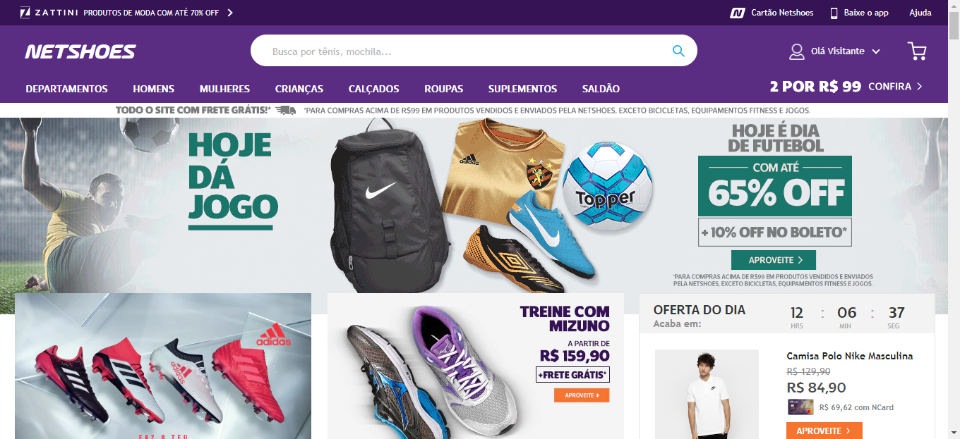 ZATTINI PRODUTOS DE MODA COM ATÉ 70% OFF
Cartão Netshoes
Baixe o app
Ajuda
NETSHOES
Busca por tênis, mochila...
Olá Visitante
DEPARTAMENTOS HOMENS MULHERES CRIANÇAS CALÇADOS ROUPAS SUPLEMENTOS SALDÃO
2 POR R$ 99 CONFIRA
TODO O SITE COM FRETE GRÁTIS!* *PARA COMPRAS ACIMA DE R$99 EM PRODUTOS VENDIDOS E ENVIADOS PELA NETSHOES. EXCETO BICICLETAS, EQUIPAMENTOS FITNESS E JOGOS.
HOJE
DÁ
JOGO
adidas
Topper
HOJE É DIA
DE FUTEBOL
COM ATÉ
65% OFF
+10% OFF NO BOLETO*
APROVEITE
*PARA COMPRAS ACIMA DE R$99 EM PRODUTOS VENDIDOS E ENVIADOS
PELA NETSHOES. EXCETO BICICLETAS, EQUIPAMENTOS FITNESS E JOGOS.
adidas
TREINE COM
MIZUNO
A PARTIR DE
R$ 159,90
+FRETE GRÁTIS*
APROVEITE
OFERTA DO DIA
Acaba em:
12 : 06 : 37
HRS MIN SEG
Camisa Polo Nike Masculina
R$ 129,90
R$ 84,90
R$ 69,62 com NCard
APROVEITE